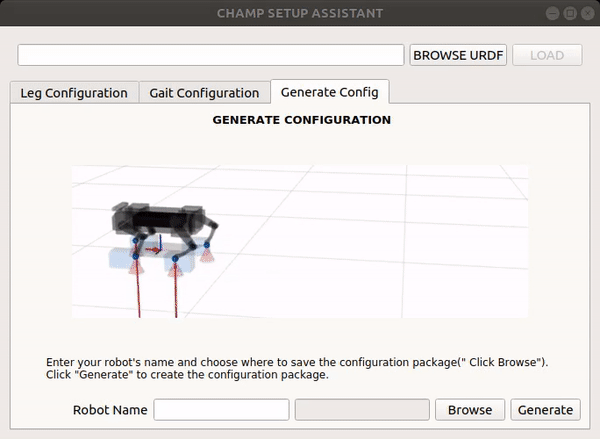 CHAMP SETUP ASSISTANT
BROWSE URDF LOAD
Leg Configuration Gait Configuration Generate Config
GENERATE CONFIGURATION
Enter your robot's name and choose where to save the configuration package(" Click Browse").
Click "Generate" to create the configuration package.
Robot Name Browse Generate